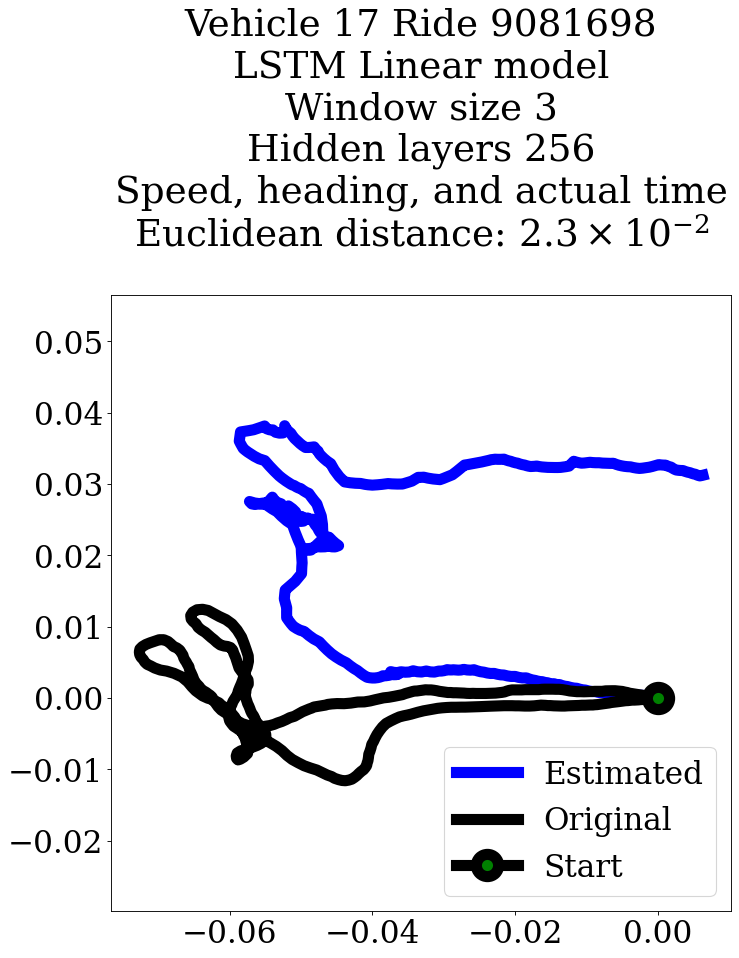 Vehicle 17 Ride 9081698
LSTM Linear model
Window size 3
Hidden layers 256
Speed, heading, and actual time
Euclidean distance: 2.3 × 10⁻²
0.05
0.04
0.03
0.02
0.01
0.00
−0.01
−0.02
Estimated
Original
Start
−0.06 −0.04 −0.02 0.00